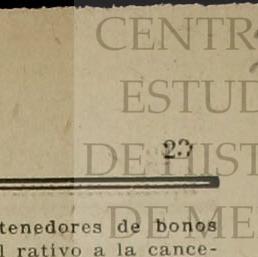 CENTR
ESTUD
23
DE HIST
DE ME
tenedores de bonos
l rativo a la cance-